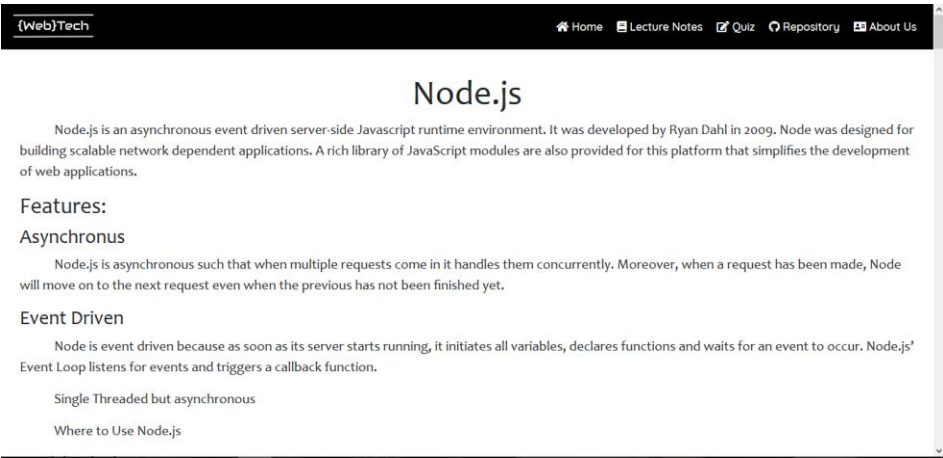 {Web}Tech
Home Lecture Notes Quiz Repository About Us
Node.js
Node.js is an asynchronous event driven server-side Javascript runtime environment. It was developed by Ryan Dahl in 2009. Node was designed for
building scalable network dependent applications. A rich library of JavaScript modules are also provided for this platform that simplifies the development
of web applications.
Features:
Asynchronus
Node.js is asynchronous such that when multiple requests come in it handles them concurrently. Moreover, when a request has been made, Node
will move on to the next request even when the previous has not been finished yet.
Event Driven
Node is event driven because as soon as its server starts running, it initiates all variables, declares functions and waits for an event to occur. Node.js'
Event Loop listens for events and triggers a callback function.
Single Threaded but asynchronous
Where to Use Node.js